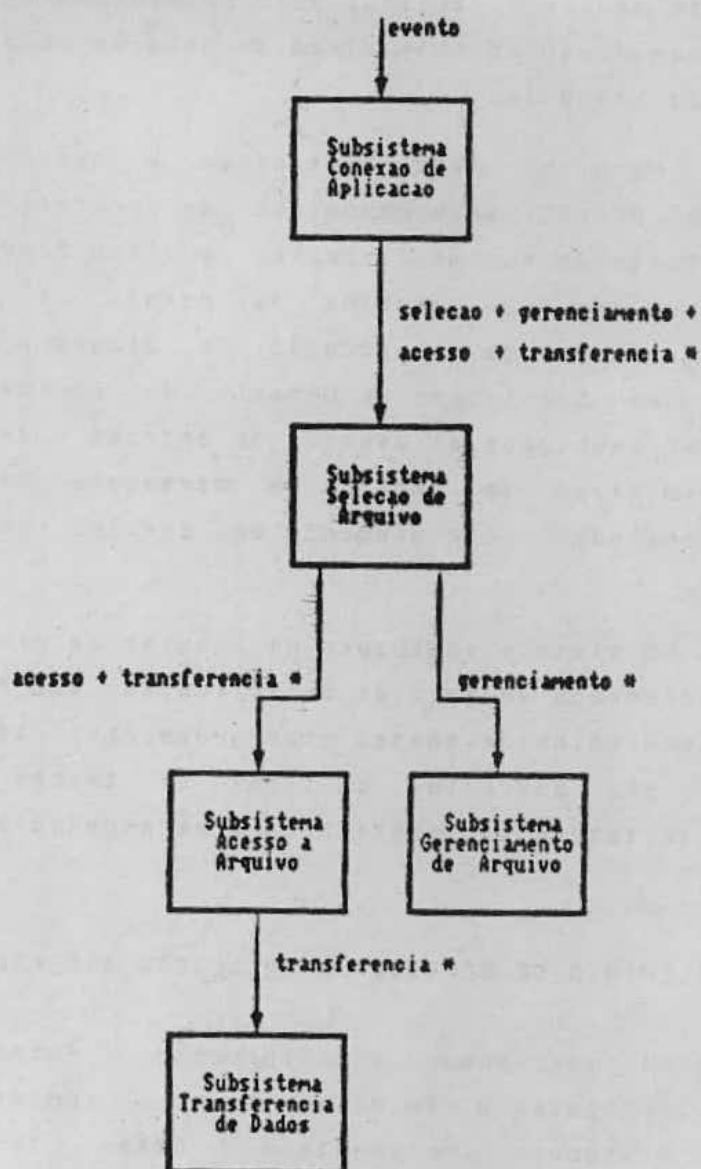 evento
Subsistema
Conexao de
Aplicacao
selecao + gerenciamento +
acesso + transferencia *
Subsistema
Selecao de
Arquivo
acesso + transferencia *
gerenciamento *
Subsistema
Acesso a
Arquivo
Subsistema
Gerenciamento
de Arquivo
transferencia *
Subsistema
Transferencia
de Dados